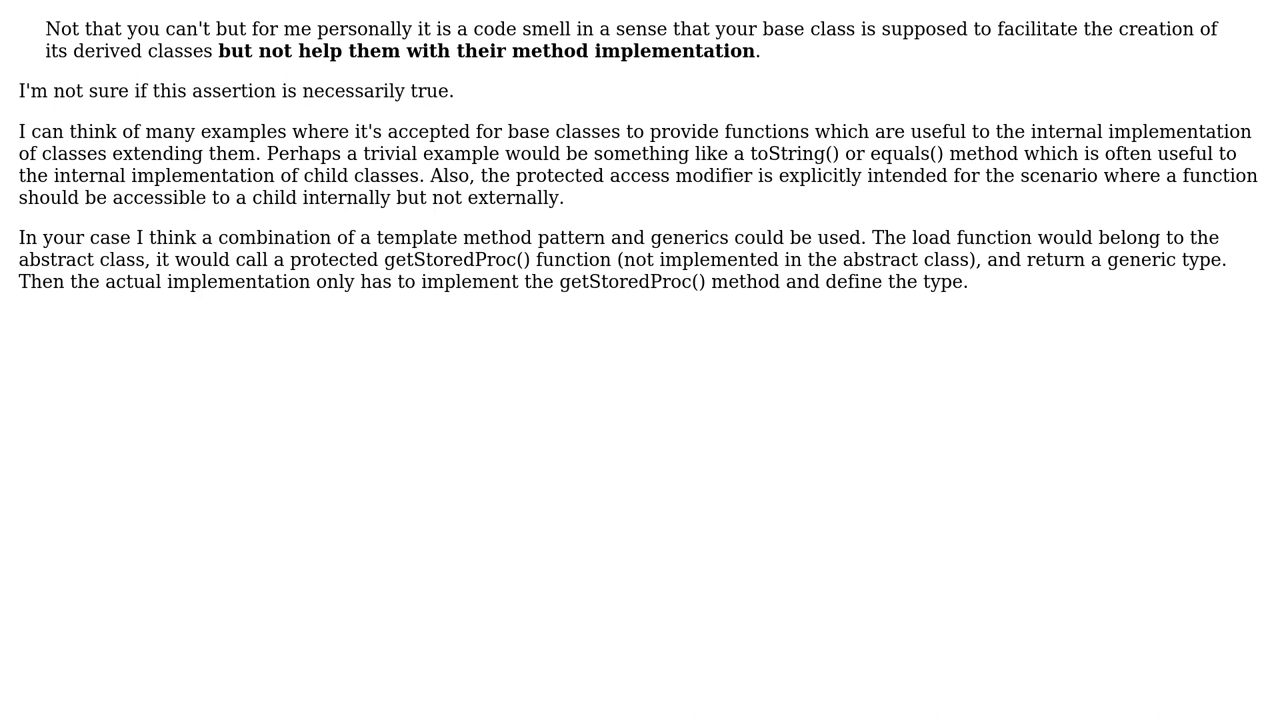 Not that you can't but for me personally it is a code smell in a sense that your base class is supposed to facilitate the creation of
its derived classes but not help them with their method implementation.
I'm not sure if this assertion is necessarily true.
I can think of many examples where it's accepted for base classes to provide functions which are useful to the internal implementation
of classes extending them. Perhaps a trivial example would be something like a toString() or equals() method which is often useful to
the internal implementation of child classes. Also, the protected access modifier is explicitly intended for the scenario where a function
should be accessible to a child internally but not externally.
In your case I think a combination of a template method pattern and generics could be used. The load function would belong to the
abstract class, it would call a protected getStoredProc() function (not implemented in the abstract class), and return a generic type.
Then the actual implementation only has to implement the getStoredProc() method and define the type.